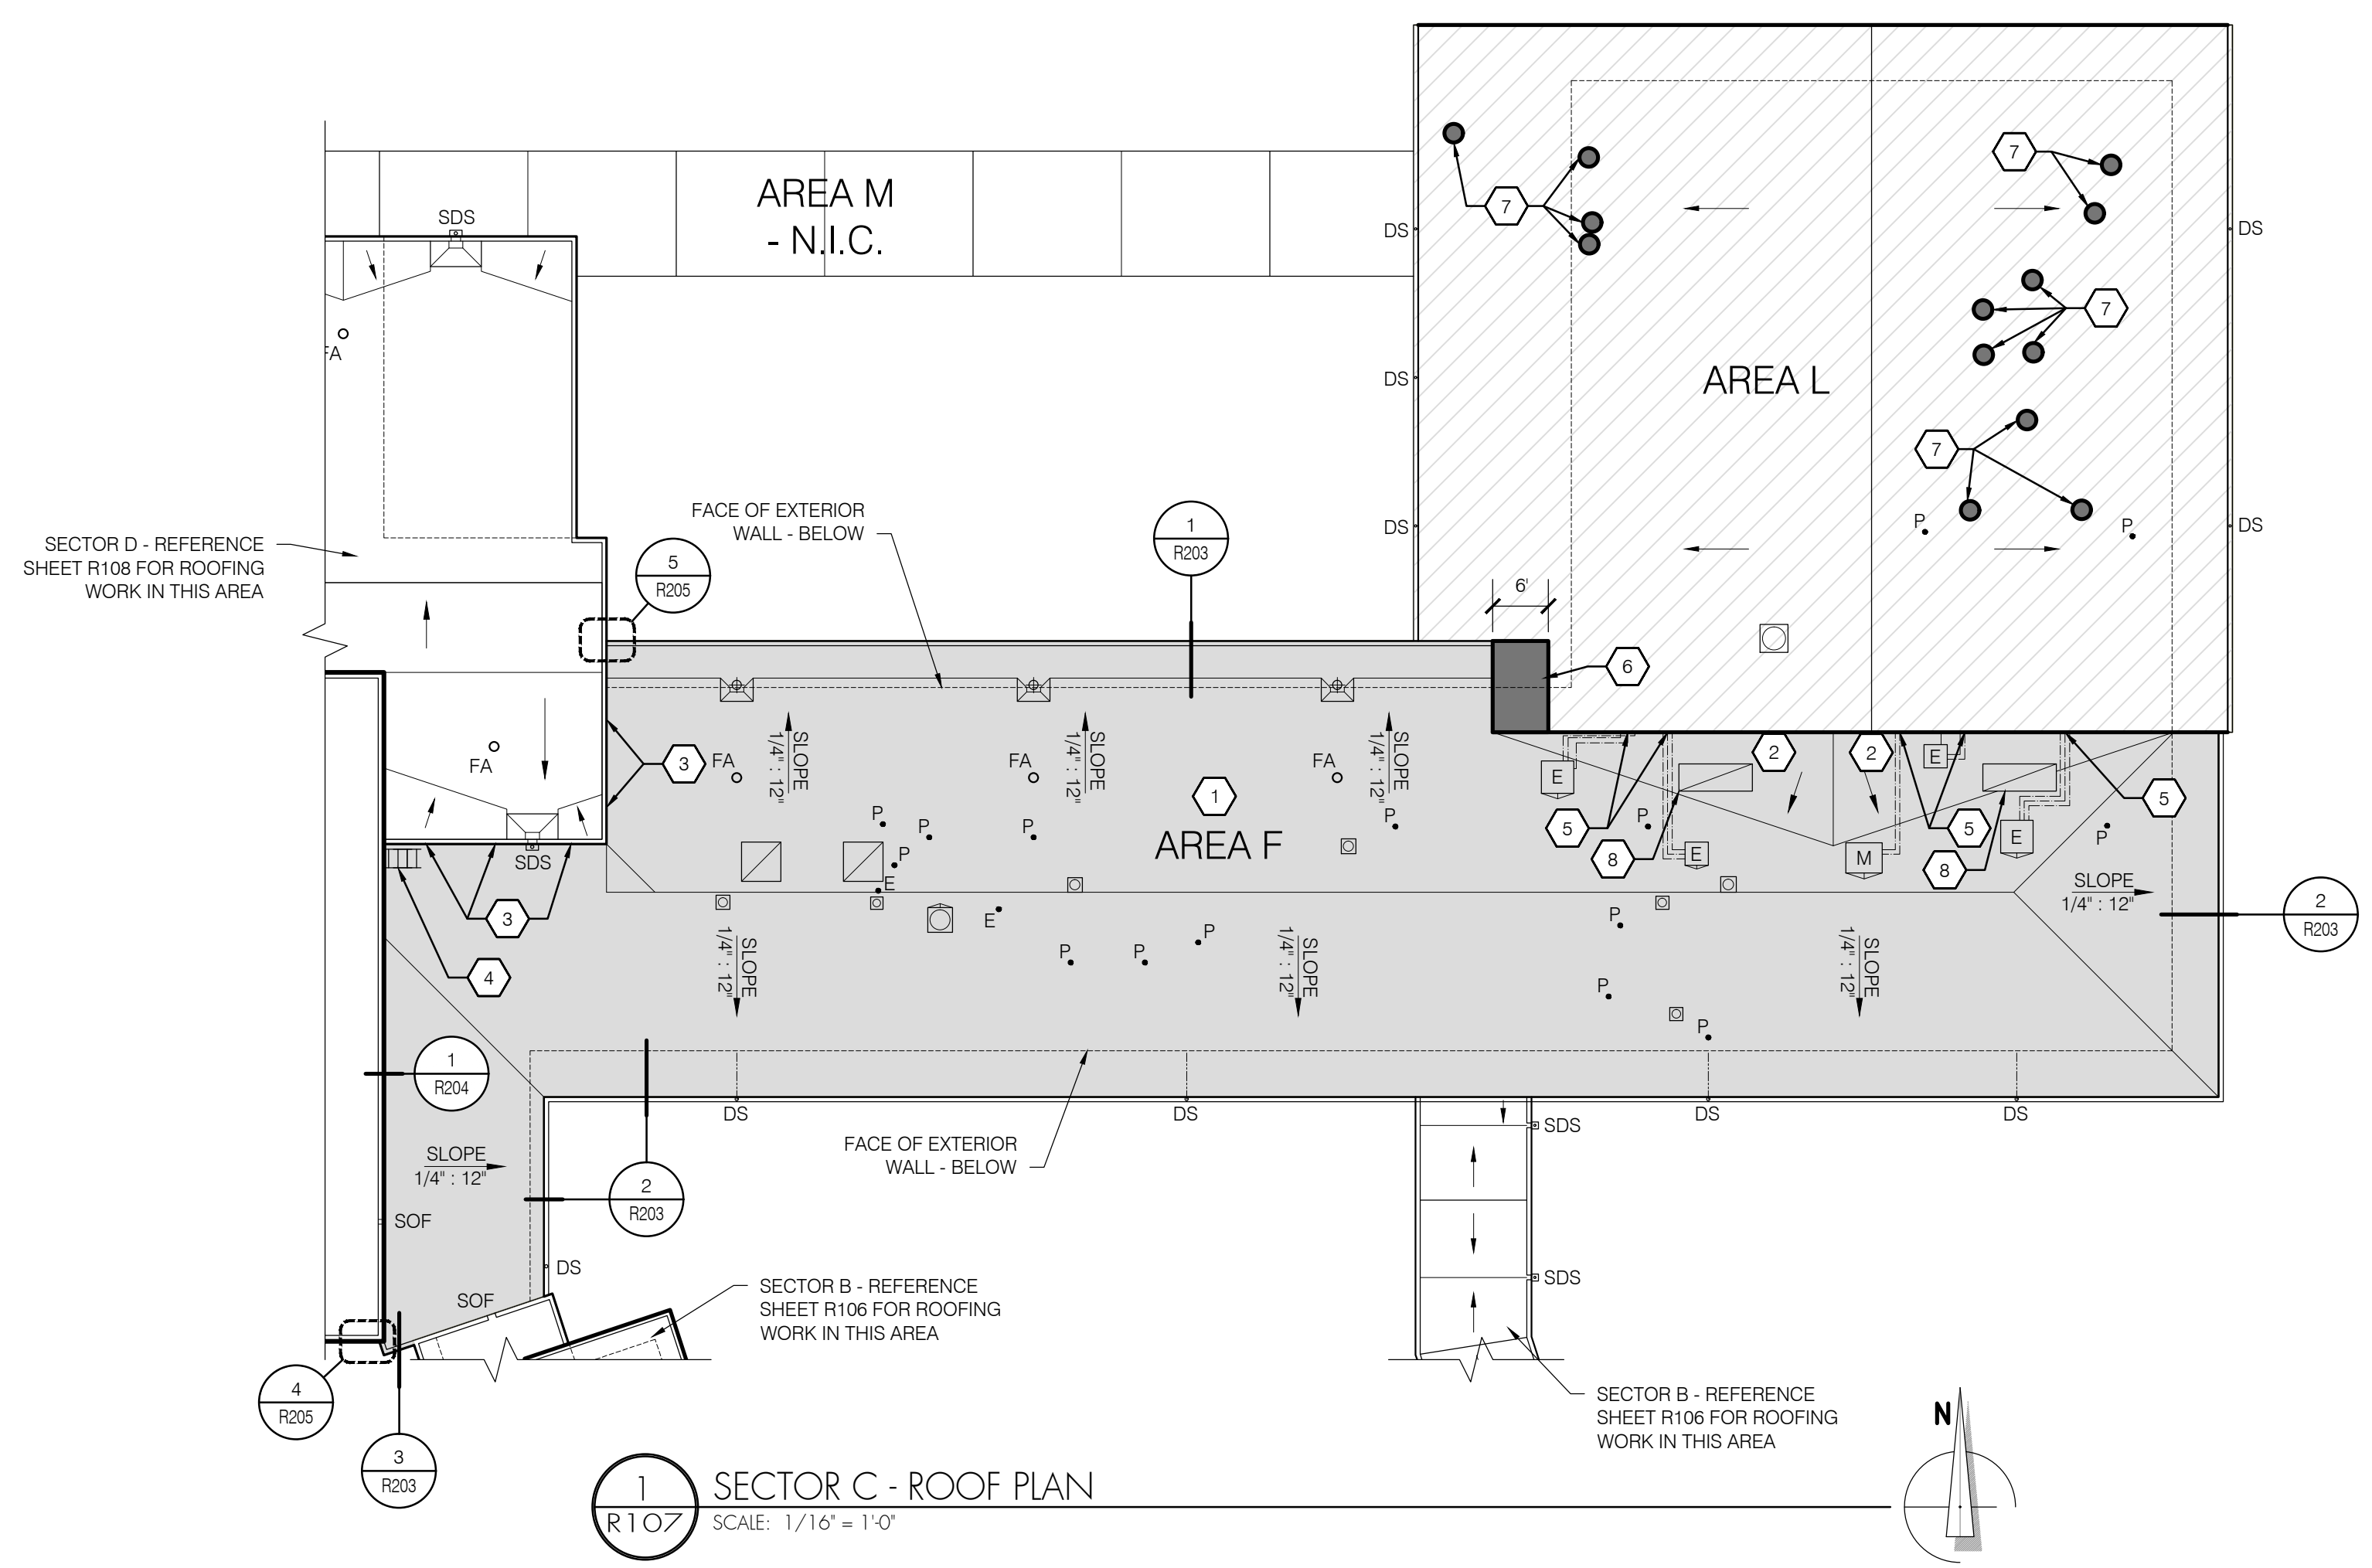 AREA M
- N.I.C.
SDS
FA
7
7
DS
DS
7
AREA L
DS
7
FACE OF EXTERIOR
WALL - BELOW
1
R203
P
P
DS
DS
SECTOR D - REFERENCE
SHEET R108 FOR ROOFING
WORK IN THIS AREA
5
R205
6'
6
FA
3
FA
SLOPE
1/4" : 12"
FA
SLOPE
1/4" : 12"
FA
SLOPE
1/4" : 12"
1
AREA F
E
2
2
E
5
5
5
P
P
P
P
P
P
P
E
8
E
M
8
E
SDS
3
4
E
P
P
P
P
P
P
SLOPE
1/4" : 12"
SLOPE
1/4" : 12"
SLOPE
1/4" : 12"
SLOPE
1/4" : 12"
2
R203
1
R204
DS
DS
DS
DS
SLOPE
1/4" : 12"
FACE OF EXTERIOR
WALL - BELOW
SDS
2
R203
SOF
DS
SDS
SOF
SECTOR B - REFERENCE
SHEET R106 FOR ROOFING
WORK IN THIS AREA
4
R205
3
R203
SECTOR B - REFERENCE
SHEET R106 FOR ROOFING
WORK IN THIS AREA
N
1
R107
SECTOR C - ROOF PLAN
SCALE: 1/16" = 1'-0"